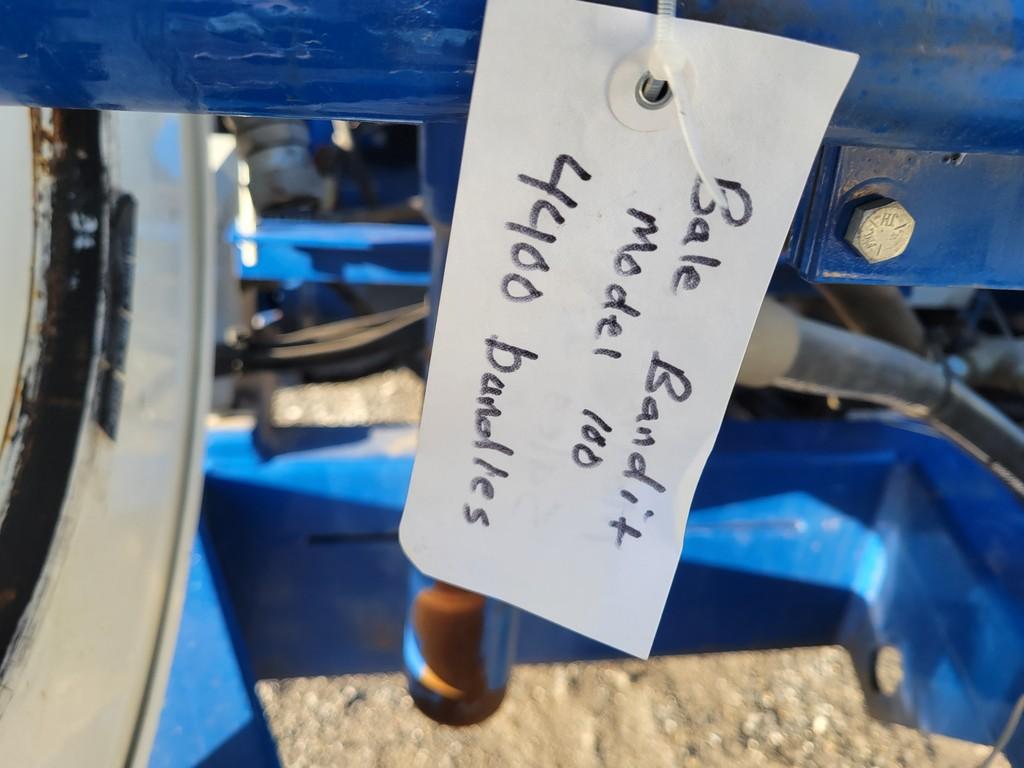 Bale Bandit
Model 100
4400 bundles